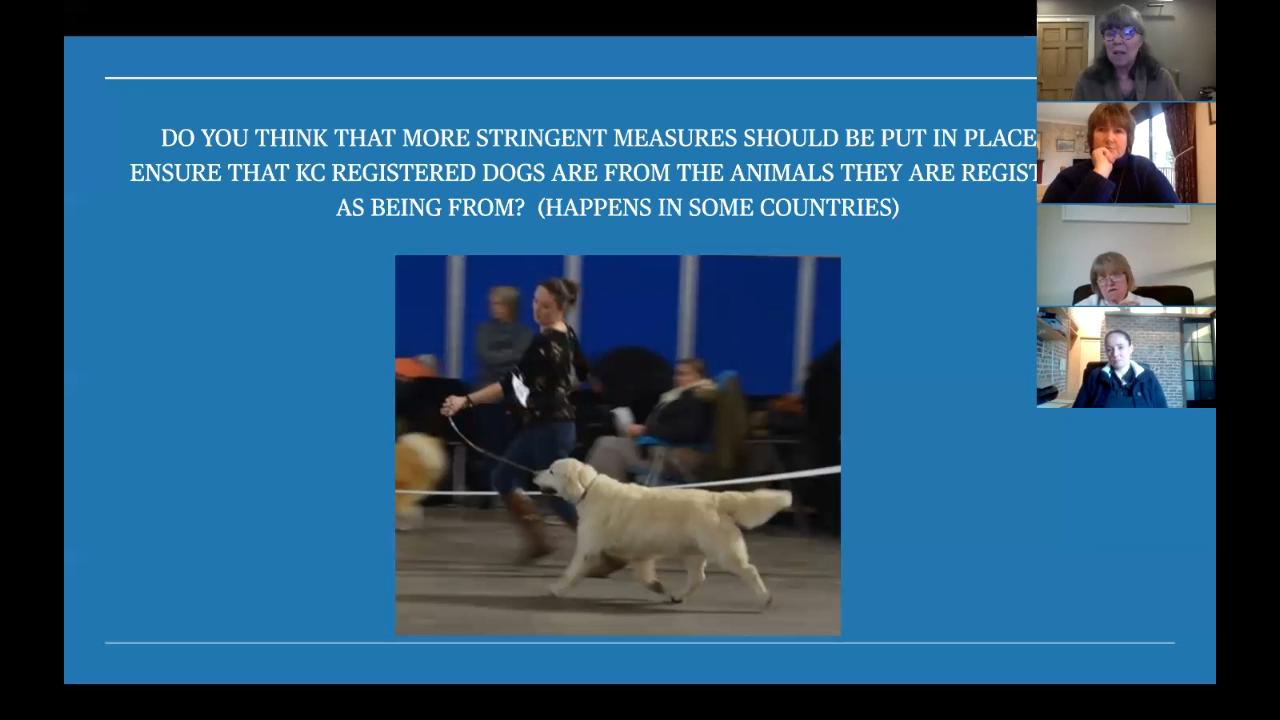 DO YOU THINK THAT MORE STRINGENT MEASURES SHOULD BE PUT IN PLACE
ENSURE THAT KC REGISTERED DOGS ARE FROM THE ANIMALS THEY ARE REGIST
AS BEING FROM? (HAPPENS IN SOME COUNTRIES)